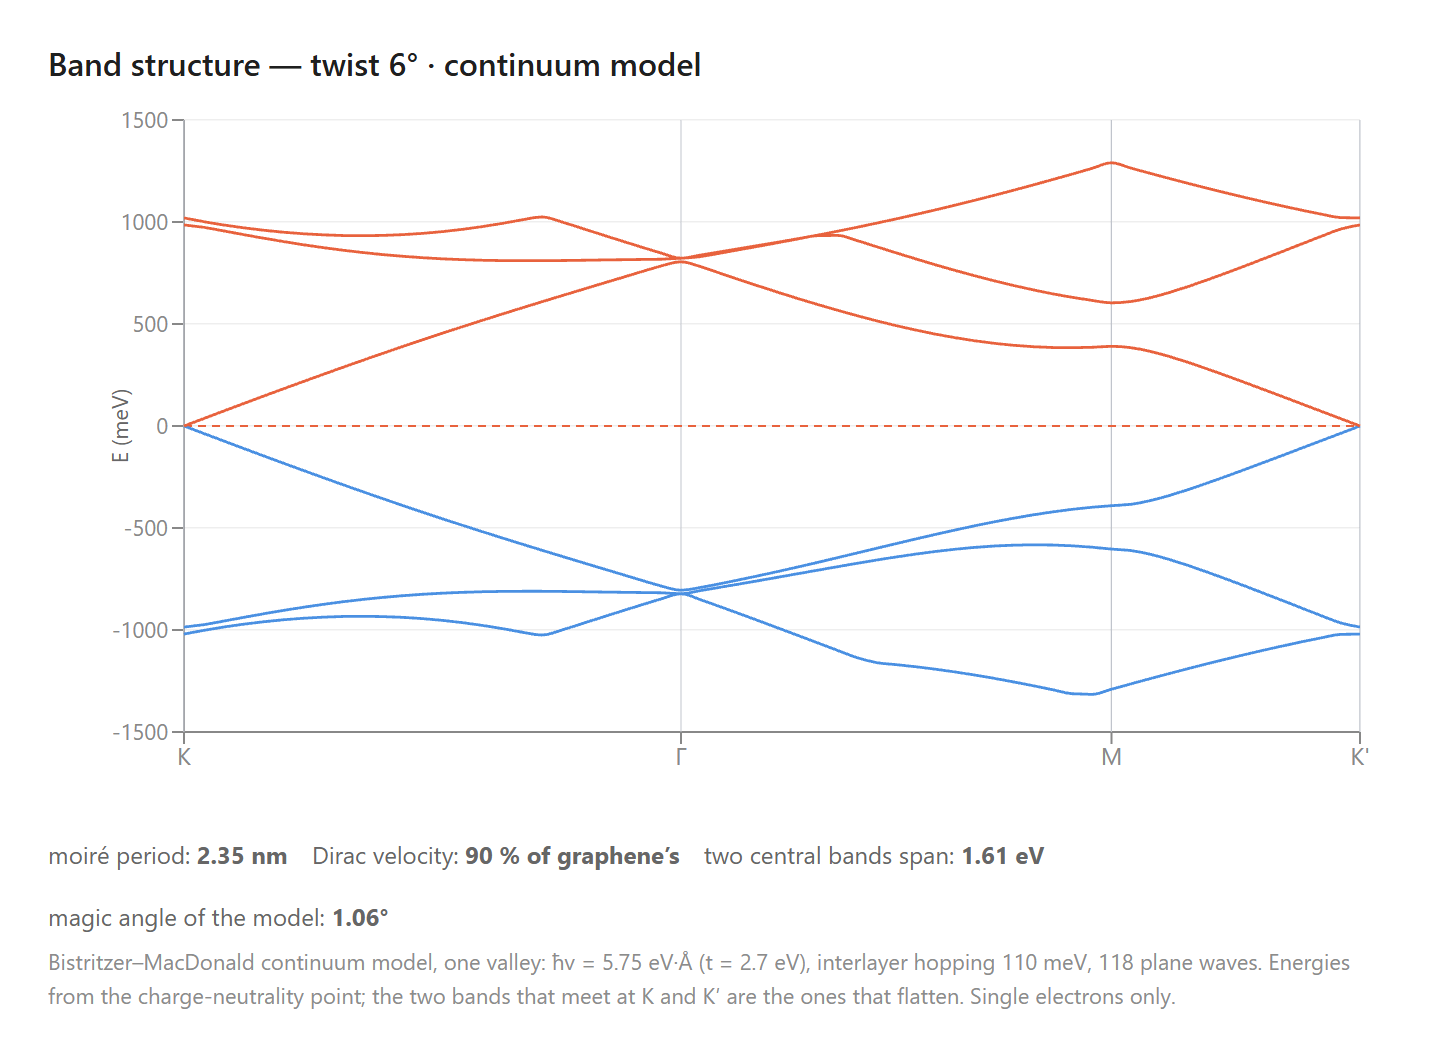 Band structure — twist 6° · continuum model
1500
1000
500
0
-500
-1000
-1500
E (meV)
K
Γ
M
K'
moiré period: 2.35 nm Dirac velocity: 90 % of graphene’s two central bands span: 1.61 eV
magic angle of the model: 1.06°
Bistritzer–MacDonald continuum model, one valley: ħv = 5.75 eV·Å (t = 2.7 eV), interlayer hopping 110 meV, 118 plane waves. Energies
from the charge-neutrality point; the two bands that meet at K and K′ are the ones that flatten. Single electrons only.